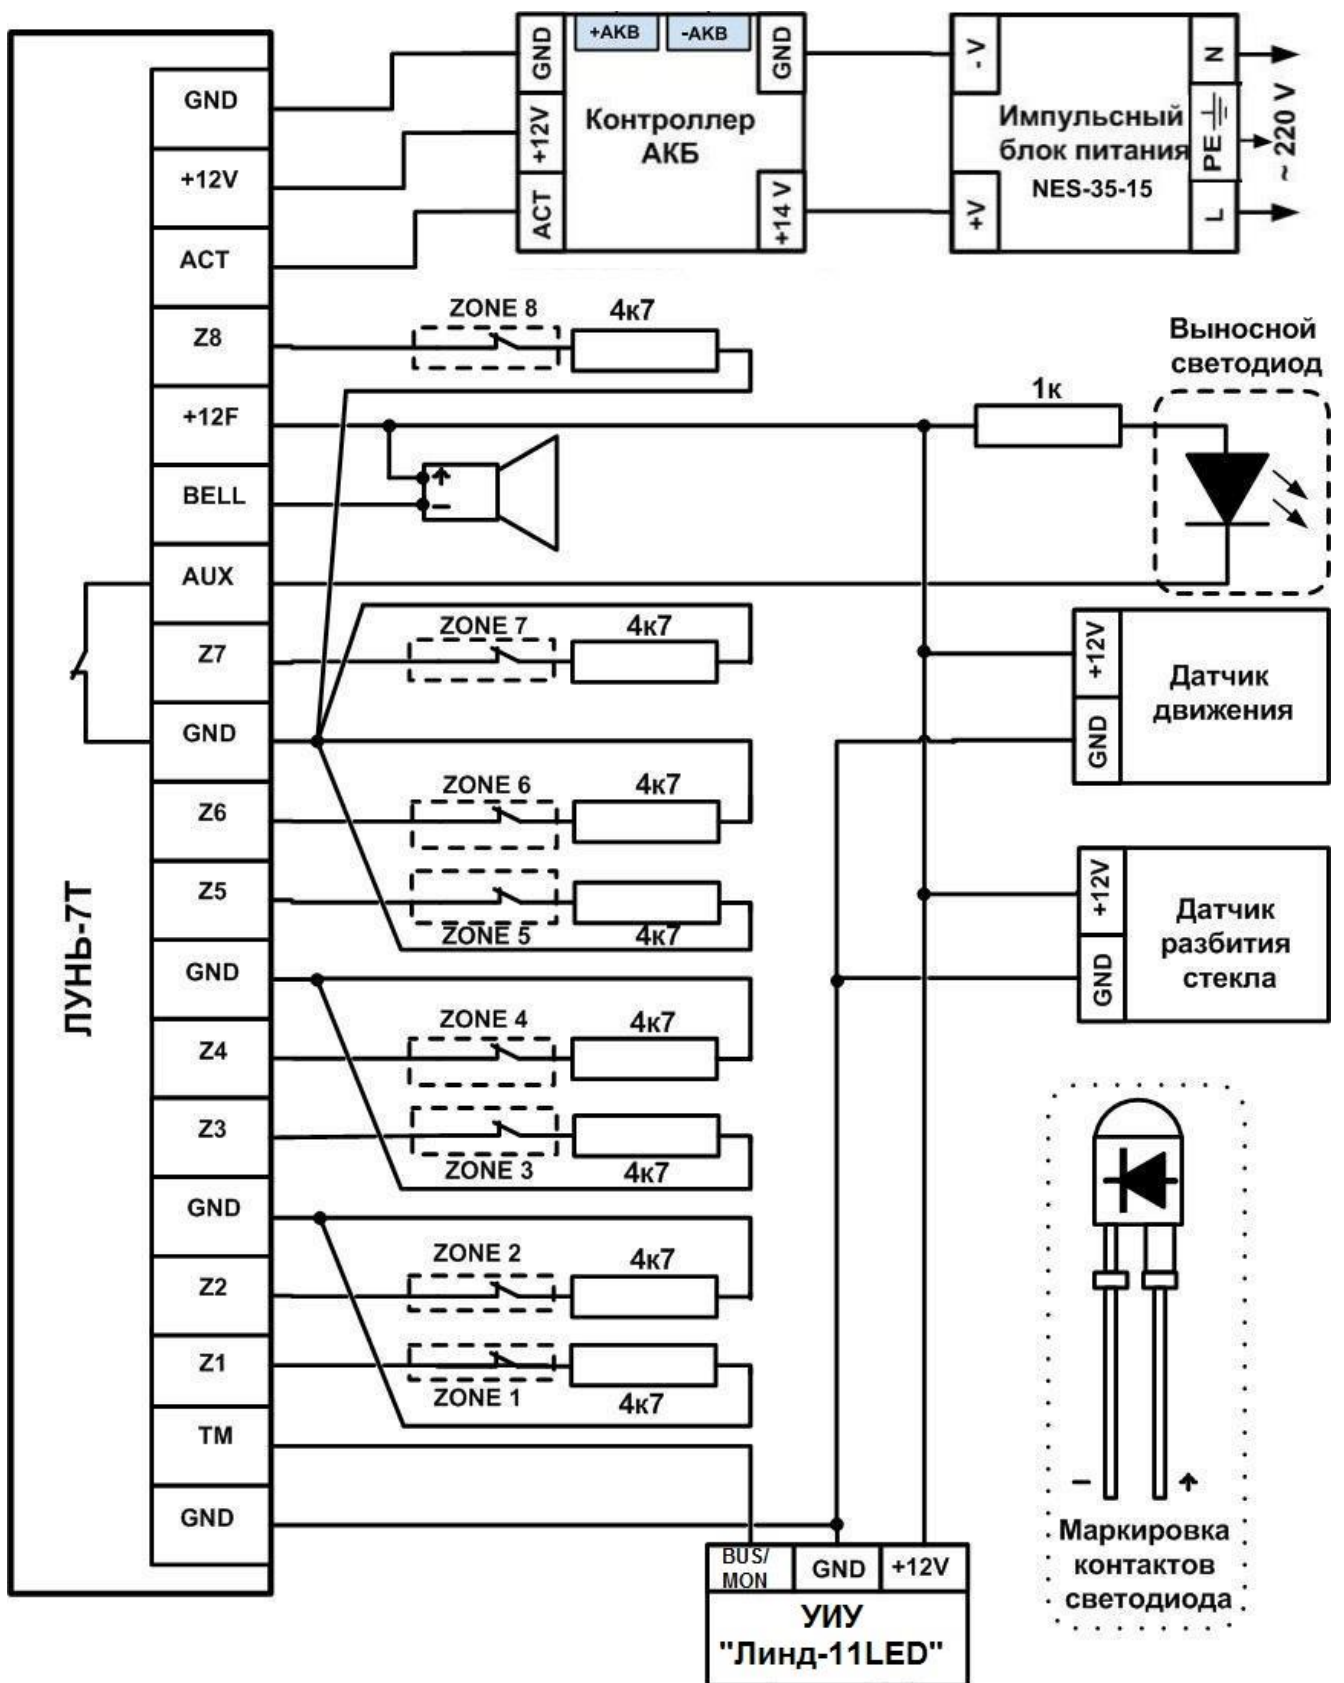 ЛУНЬ-7Т
GND
+12V
ACT
Z8
+12F
BELL
AUX
Z7
GND
Z6
Z5
GND
Z4
Z3
GND
Z2
Z1
TM
GND
GND
+12V
ACT
+AKB
-AKB
Контроллер
АКБ
GND
+14 V
- V
+V
Импульсный
блок питания
NES-35-15
N
PE
L
~ 220 V
ZONE 8
4к7
1к
Выносной
светодиод
ZONE 7
4к7
+12V
GND
Датчик
движения
ZONE 6
4к7
ZONE 5
4к7
+12V
GND
Датчик
разбития
стекла
ZONE 4
4к7
ZONE 3
4к7
ZONE 2
4к7
ZONE 1
4к7
Маркировка
контактов
светодиода
BUS/
MON
GND
+12V
УИУ
"Линд-11LED"